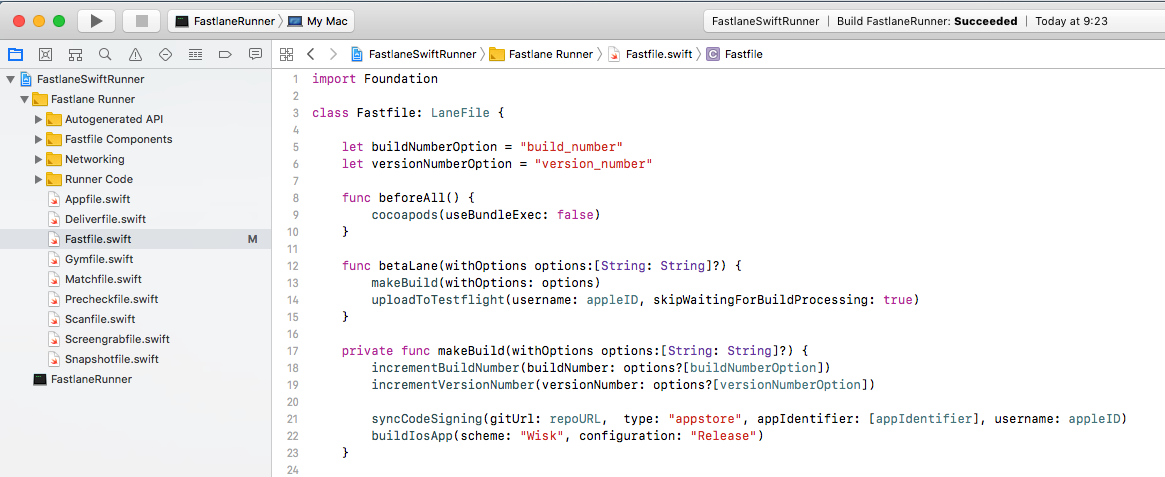 FastlaneRunner My Mac
FastlaneSwiftRunner | Build FastlaneRunner: Succeeded | Today at 9:23
FastlaneSwiftRunner
Fastlane Runner
Autogenerated API
Fastfile Components
Networking
Runner Code
Appfile.swift
Deliverfile.swift
Fastfile.swift M
Gymfile.swift
Matchfile.swift
Precheckfile.swift
Scanfile.swift
Screengrabfile.swift
Snapshotfile.swift
FastlaneRunner
FastlaneSwiftRunner Fastlane Runner Fastfile.swift C Fastfile
1 import Foundation
2
3 class Fastfile: LaneFile {
4
5     let buildNumberOption = "build_number"
6     let versionNumberOption = "version_number"
7
8     func beforeAll() {
9         cocoapods(useBundleExec: false)
10     }
11
12     func betaLane(withOptions options:[String: String]?) {
13         makeBuild(withOptions: options)
14         uploadToTestflight(username: appleID, skipWaitingForBuildProcessing: true)
15     }
16
17     private func makeBuild(withOptions options:[String: String]?) {
18         incrementBuildNumber(buildNumber: options?[buildNumberOption])
19         incrementVersionNumber(versionNumber: options?[versionNumberOption])
20
21         syncCodeSigning(gitUrl: repoURL,  type: "appstore", appIdentifier: [appIdentifier], username: appleID)
22         buildIosApp(scheme: "Wisk", configuration: "Release")
23     }
24